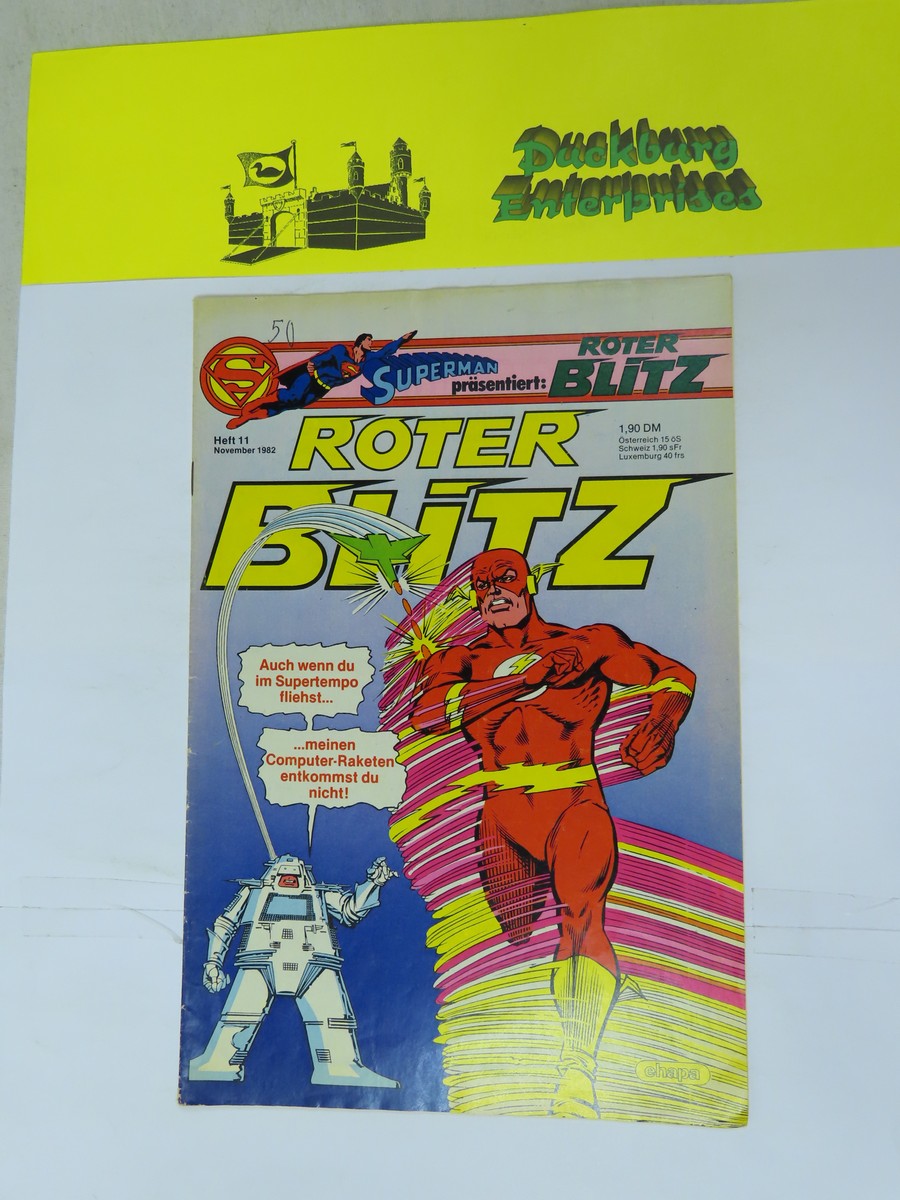 Duckburg
Enterprises
50
S
SUPERMAN
präsentiert:
ROTER
BLITZ
Heft 11
November 1982
ROTER
BLITZ
1,90 DM
Österreich 15 öS
Schweiz 1,90 sFr
Luxemburg 40 frs
Auch wenn du
im Supertempo
fliehst...
...meinen
Computer-Raketen
entkommst du
nicht!
chapa